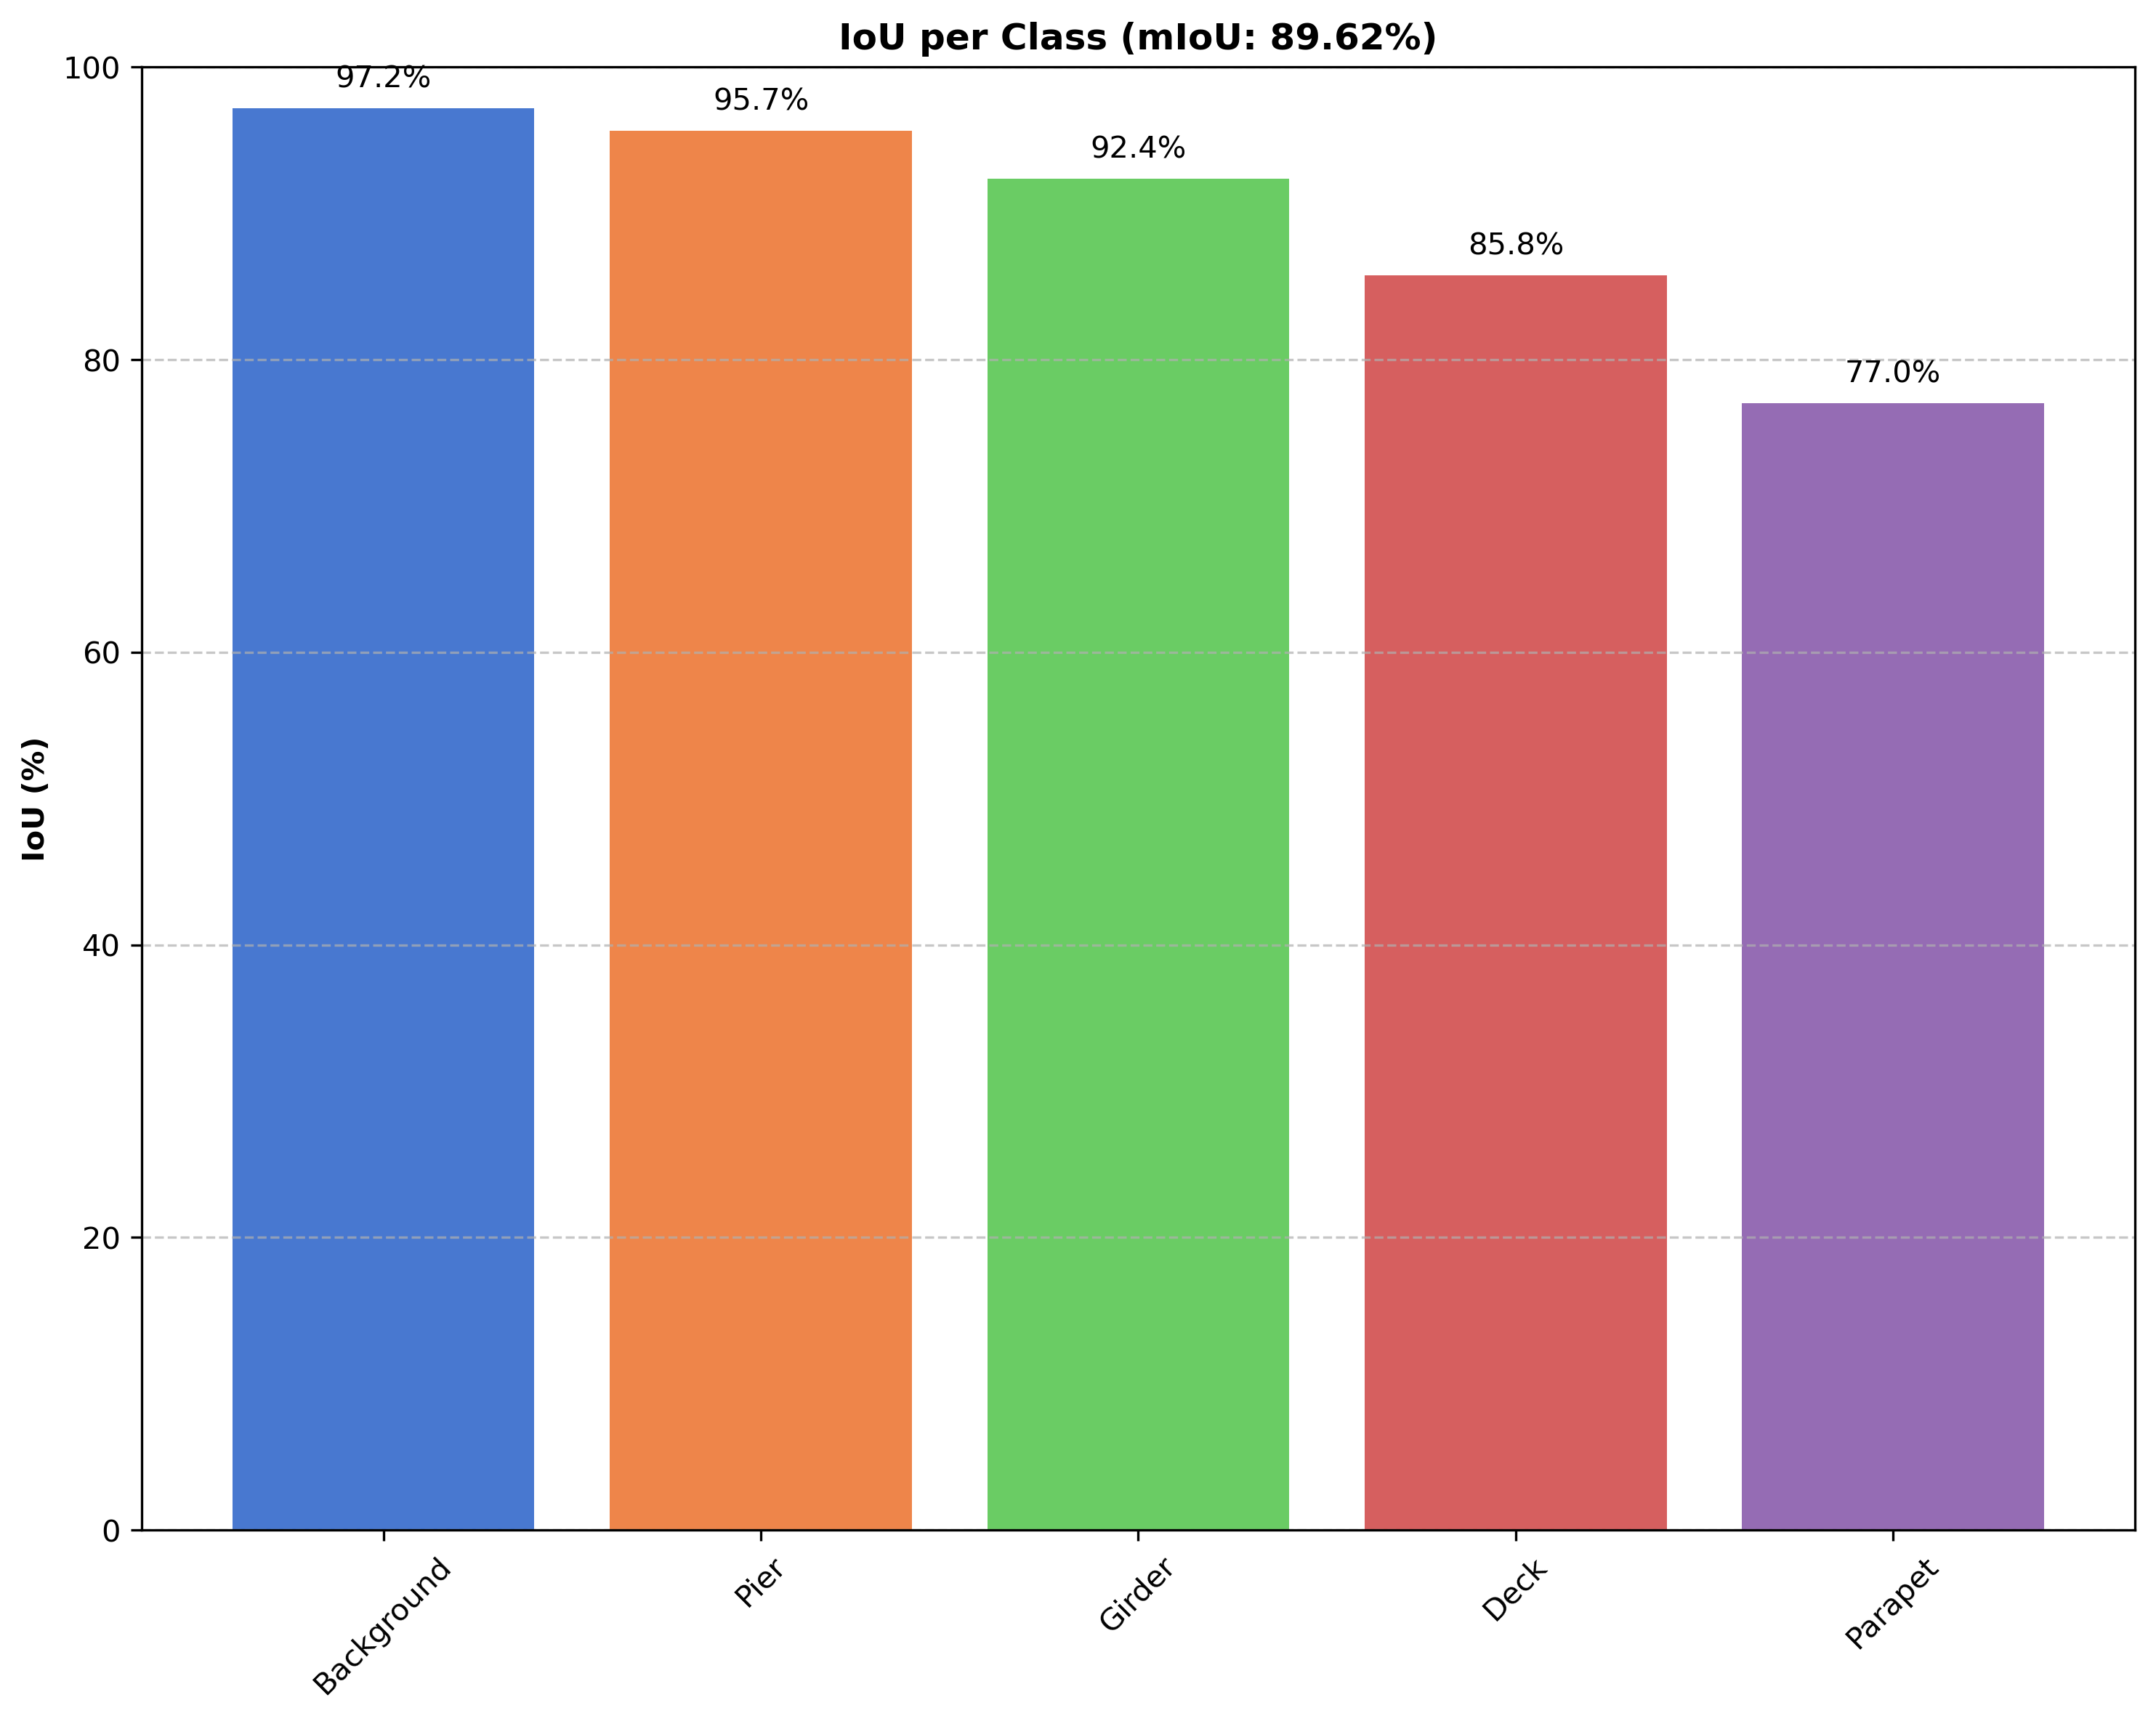 IoU per Class (mIoU: 89.62%)
100
97.2%
95.7%
92.4%
85.8%
80
77.0%
60
IoU (%)
40
20
0
Background
Pier
Girder
Deck
Parapet